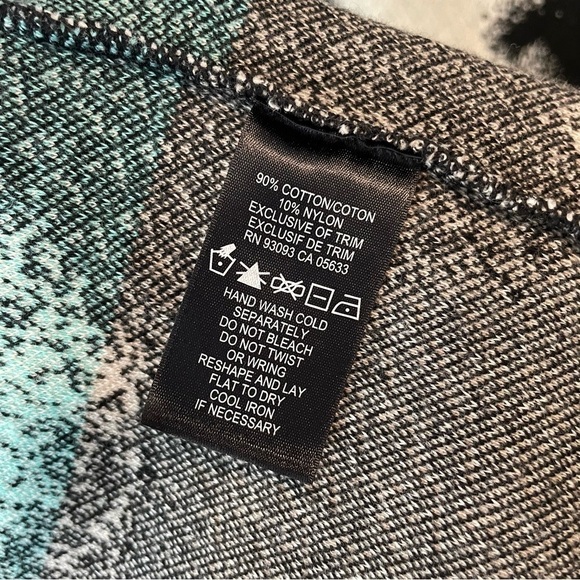 90% COTTON/COTON
10% NYLON
EXCLUSIVE OF TRIM
EXCLUSIF DE TRIM
RN 93093 CA 05633
HAND WASH COLD
SEPARATELY
DO NOT BLEACH
DO NOT TWIST
OR WRING
RESHAPE AND LAY
FLAT TO DRY
COOL IRON
IF NECESSARY